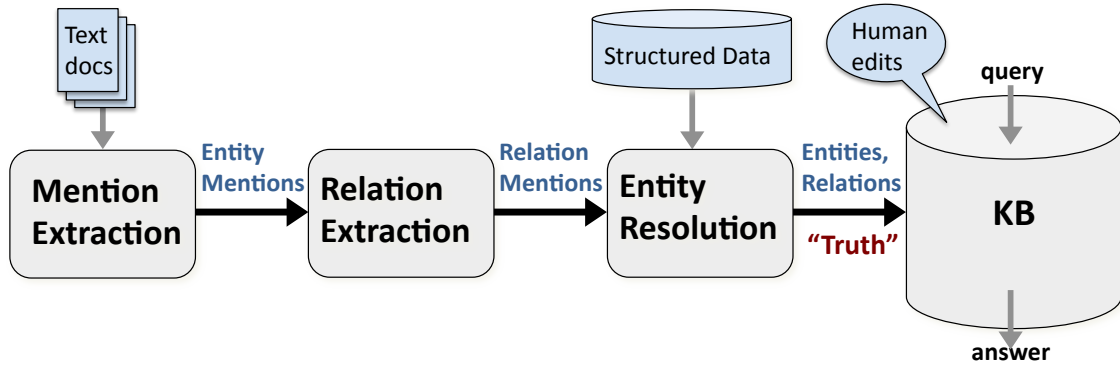 Text
docs
Structured Data
Human
edits
query
Entity
Mentions
Relation
Mentions
Entities,
Relations
Mention
Extraction
Relation
Extraction
Entity
Resolution
“Truth”
KB
answer